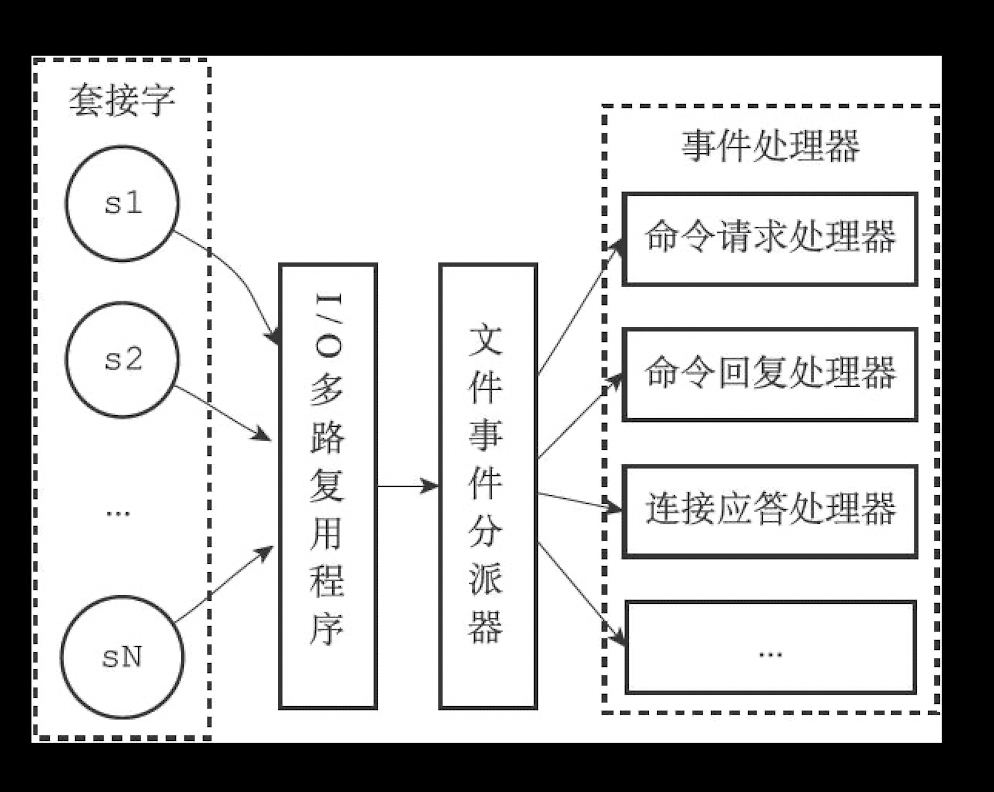 套接字
s1
s2
...
sN
I/O多路复用程序
文件事件分派器
事件处理器
命令请求处理器
命令回复处理器
连接应答处理器
...